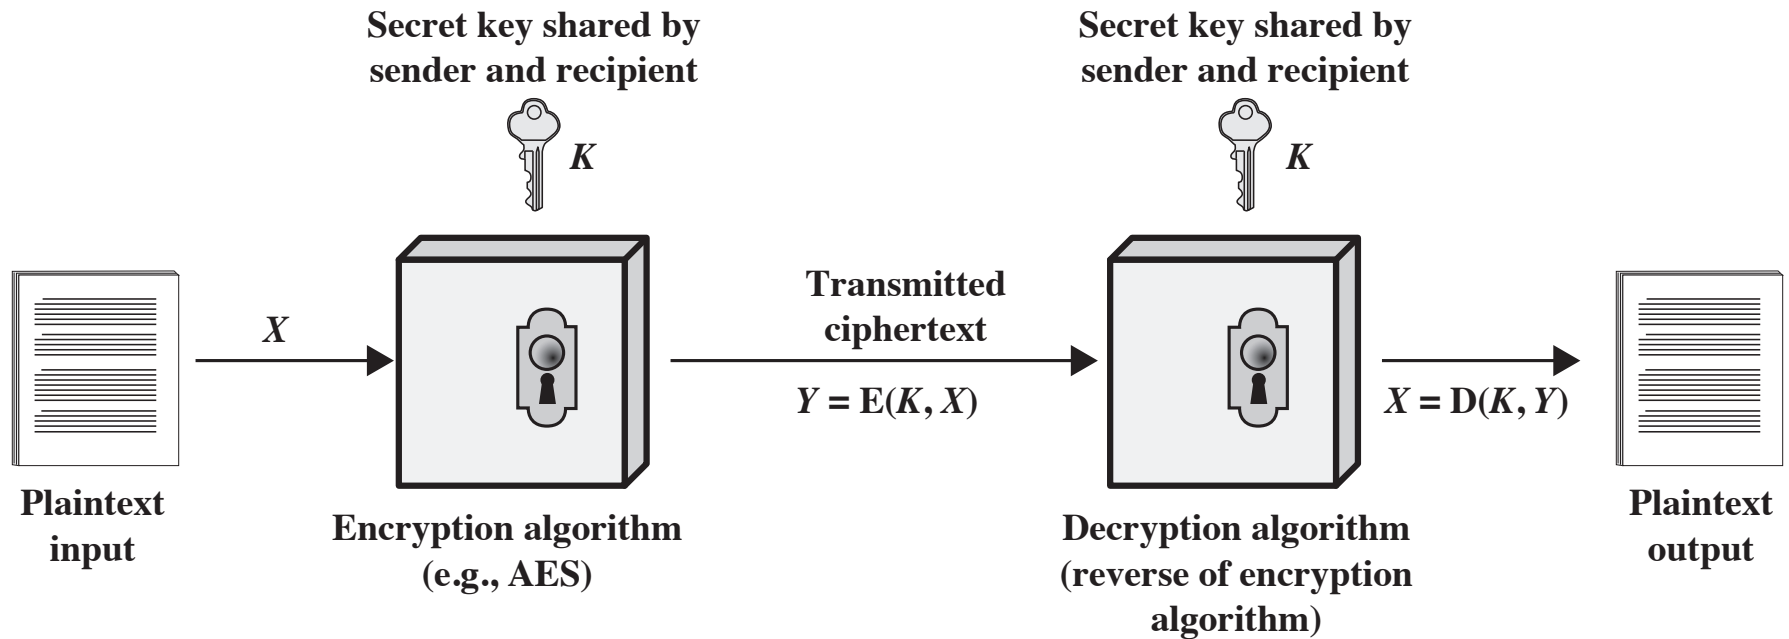 Secret key shared by
sender and recipient
K
Secret key shared by
sender and recipient
K
X
Transmitted
ciphertext
Y = E(K, X)
X = D(K, Y)
Plaintext
input
Encryption algorithm
(e.g., AES)
Decryption algorithm
(reverse of encryption
algorithm)
Plaintext
output